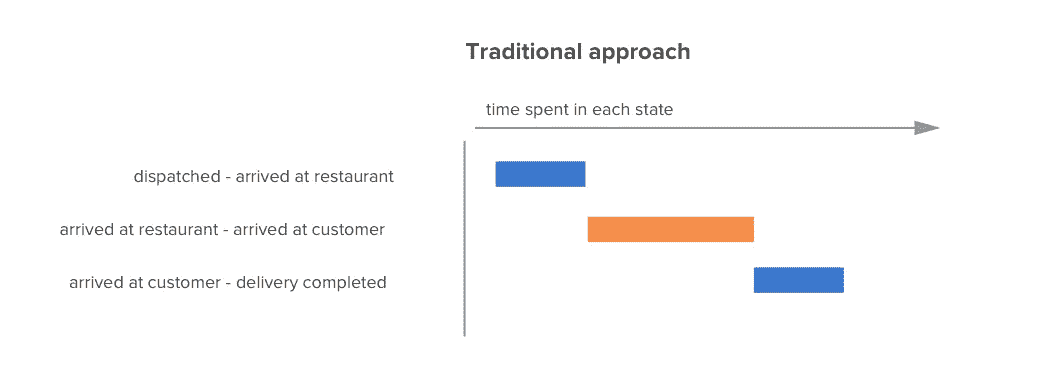 Traditional approach
time spent in each state
dispatched - arrived at restaurant
arrived at restaurant - arrived at customer
arrived at customer - delivery completed